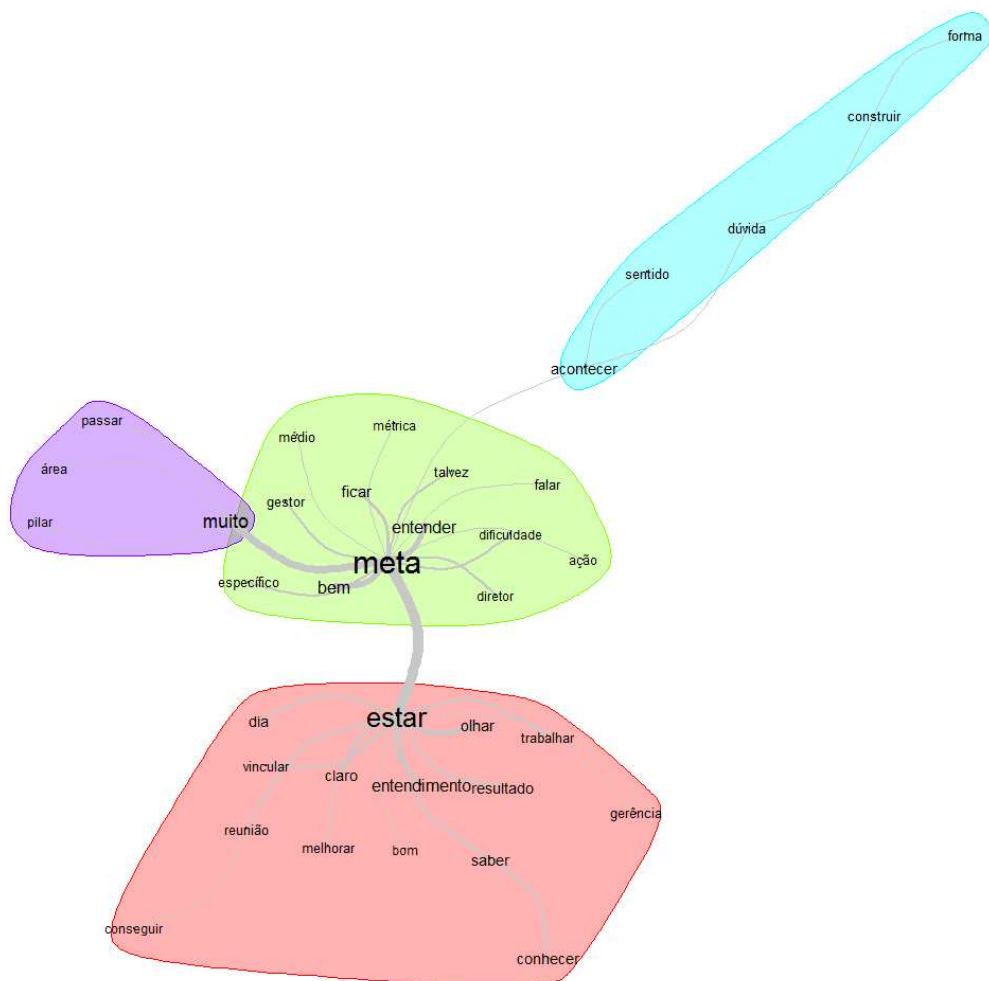 forma
construir
dúvida
sentido
acontecer
passar
métrica
médio
área
talvez
falar
ficar
gestor
muito
pilar
entender
dificuldade
meta
ação
específico
bem
diretor
estar
dia
olhar
trabalhar
vincular
claro
entendimento
resultado
gerência
reunião
melhorar
bom
saber
conseguir
conhecer